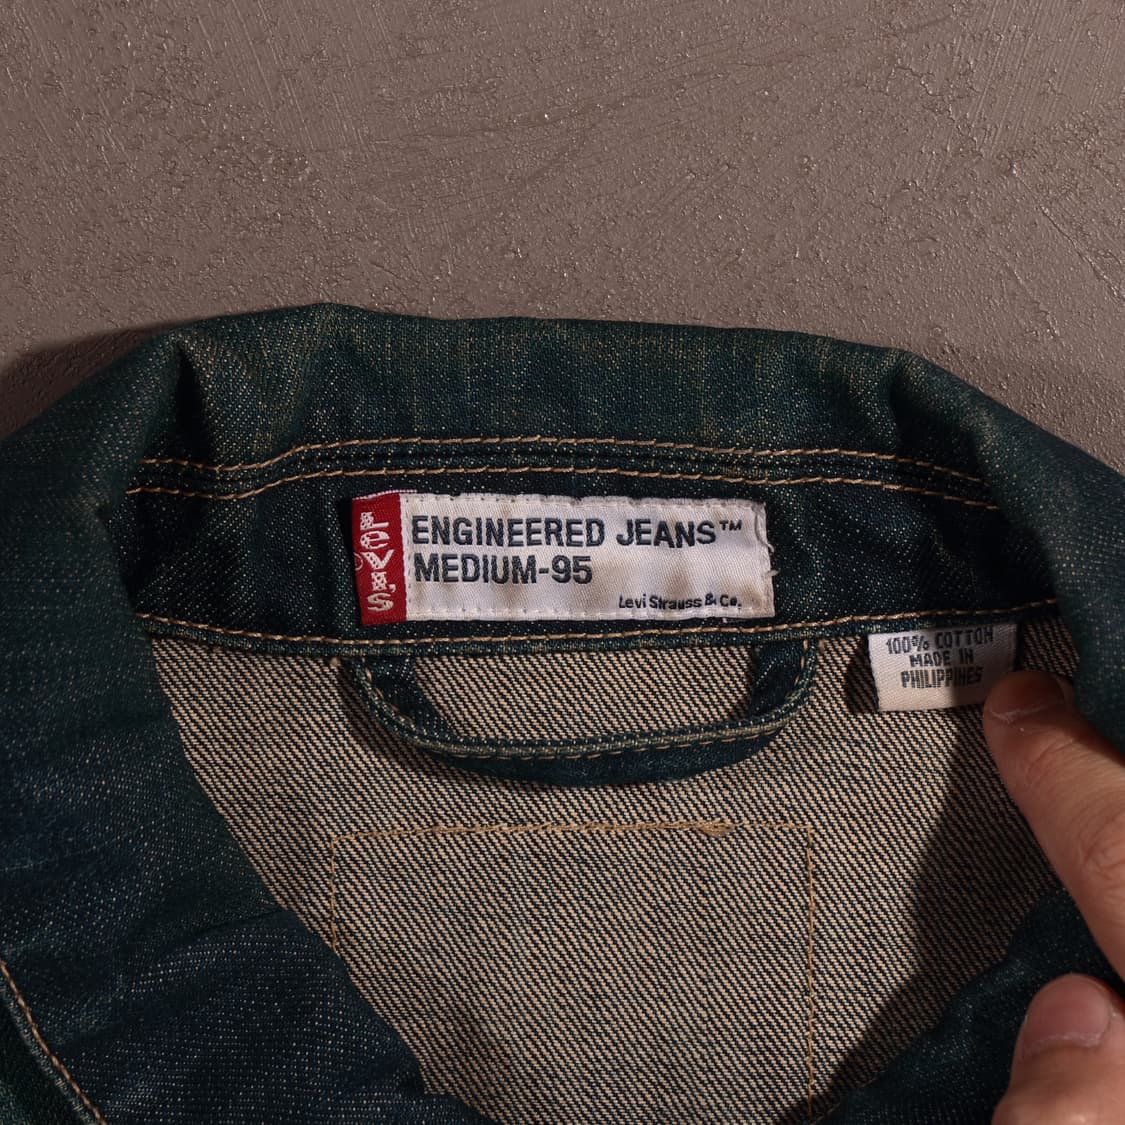 Levi's
ENGINEERED JEANS™
MEDIUM-95
Levi Strauss & Co.
100% COTTON
MADE IN
PHILIPPINES